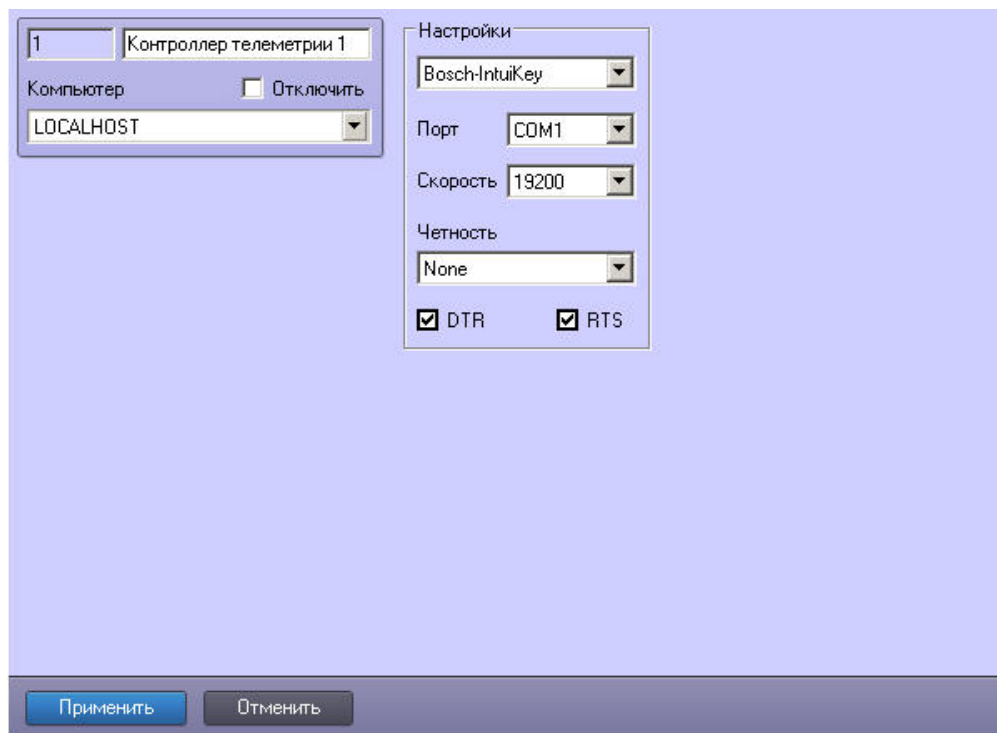 1
Контроллер телеметрии 1
Компьютер
Отключить
LOCALHOST
Настройки
Bosch-IntuiKey
Порт
COM1
Скорость
19200
Четность
None
DTR
RTS
Применить
Отменить